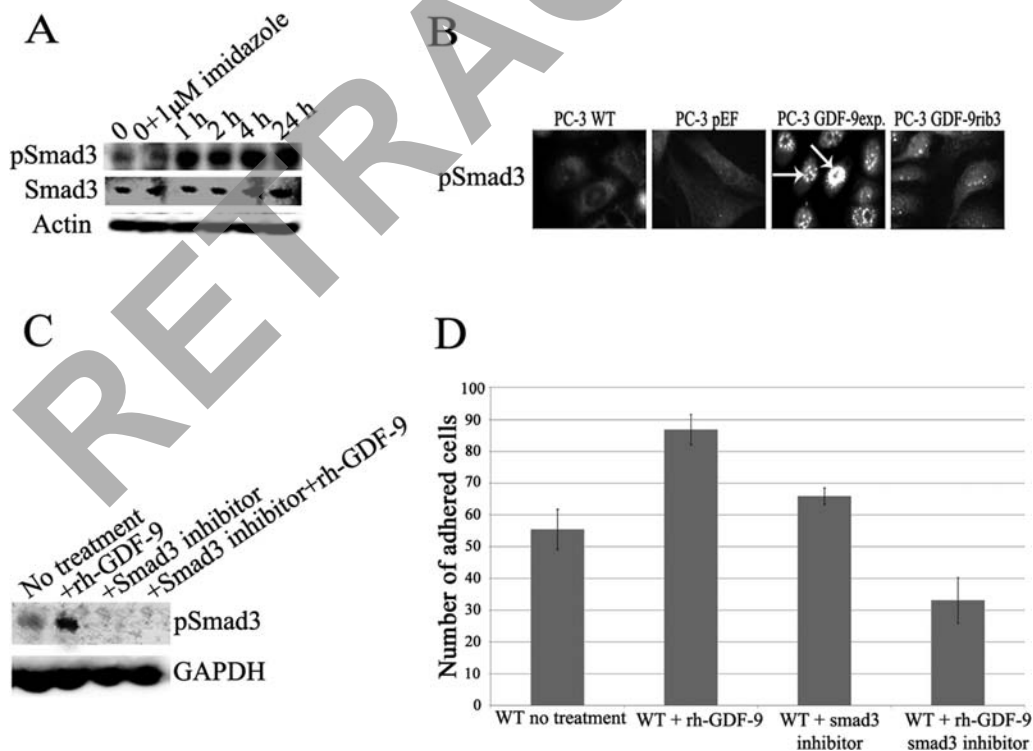 RETRAC
A
0
0+1µM imidazole
1 h
2 h
4 h
24 h
pSmad3
Smad3
Actin
B
PC-3 WT
PC-3 pEF
PC-3 GDF-9exp.
PC-3 GDF-9rib3
pSmad3
C
No treatment
+rh-GDF-9
+Smad3 inhibitor
+Smad3 inhibitor+rh-GDF-9
pSmad3
GAPDH
D
Number of adhered cells
100
90
80
70
60
50
40
30
20
10
0
WT no treatment
WT + rh-GDF-9
WT + smad3
inhibitor
WT + rh-GDF-9
smad3 inhibitor